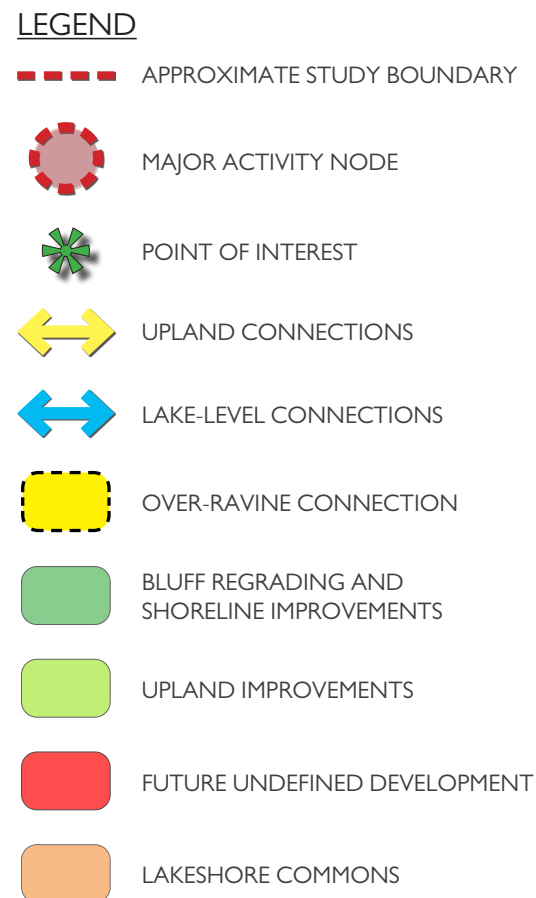 LEGEND
APPROXIMATE STUDY BOUNDARY
MAJOR ACTIVITY NODE
POINT OF INTEREST
UPLAND CONNECTIONS
LAKE-LEVEL CONNECTIONS
OVER-RAVINE CONNECTION
BLUFF REGRADING AND
SHORELINE IMPROVEMENTS
UPLAND IMPROVEMENTS
FUTURE UNDEFINED DEVELOPMENT
LAKESHORE COMMONS